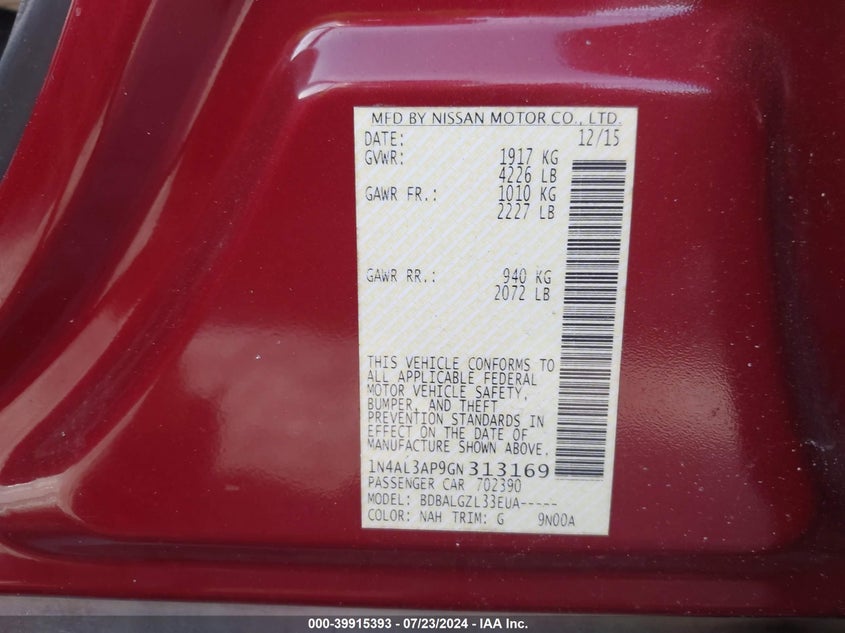 MFD BY NISSAN MOTOR CO., LTD.
DATE: 12/15
GVWR: 1917 KG
4226 LB
GAWR FR.: 1010 KG
2227 LB
GAWR RR.: 940 KG
2072 LB
THIS VEHICLE CONFORMS TO
ALL APPLICABLE FEDERAL
MOTOR VEHICLE SAFETY,
BUMPER, AND THEFT
PREVENTION STANDARDS IN
EFFECT ON THE DATE OF
MANUFACTURE SHOWN ABOVE.
1N4AL3AP9GN313169
PASSENGER CAR 702390
MODEL: BDBALGZL33EUA-----
COLOR: NAH TRIM: G 9N00A
000-39915393 - 07/23/2024 - IAA Inc.